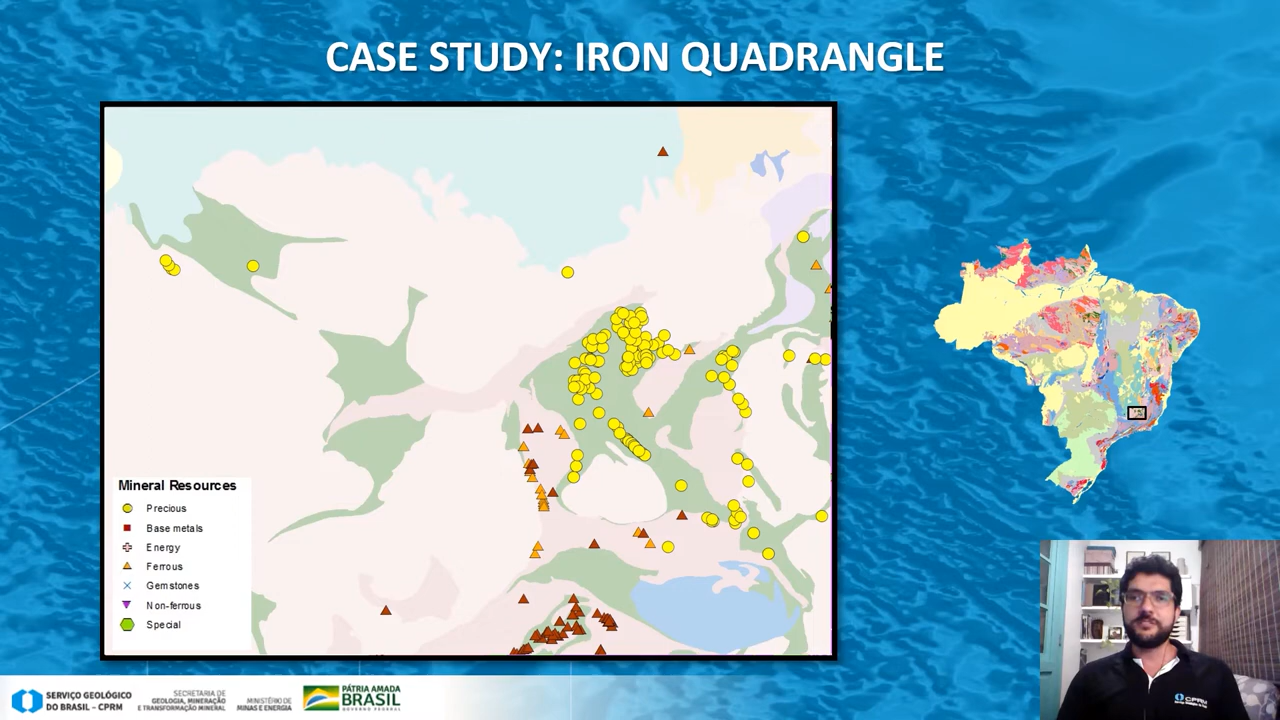 CASE STUDY: IRON QUADRANGLE
Mineral Resources
Precious
Base metals
Energy
Ferrous
Gemstones
Non-ferrous
Special
SERVIÇO GEOLÓGICO
DO BRASIL – CPRM
SECRETARIA DE
GEOLOGIA, MINERAÇÃO
E TRANSFORMAÇÃO MINERAL
MINISTÉRIO DE
MINAS E ENERGIA
PÁTRIA AMADA
BRASIL
GOVERNO FEDERAL
CPRM